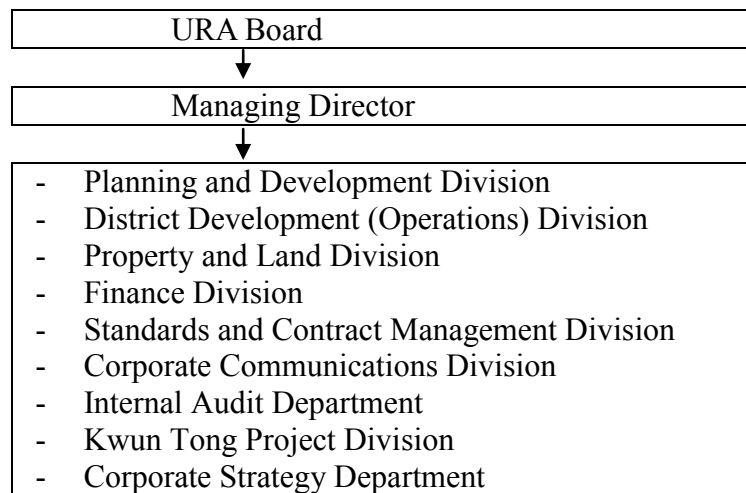 URA Board
Managing Director
- Planning and Development Division
- District Development (Operations) Division
- Property and Land Division
- Finance Division
- Standards and Contract Management Division
- Corporate Communications Division
- Internal Audit Department
- Kwun Tong Project Division
- Corporate Strategy Department